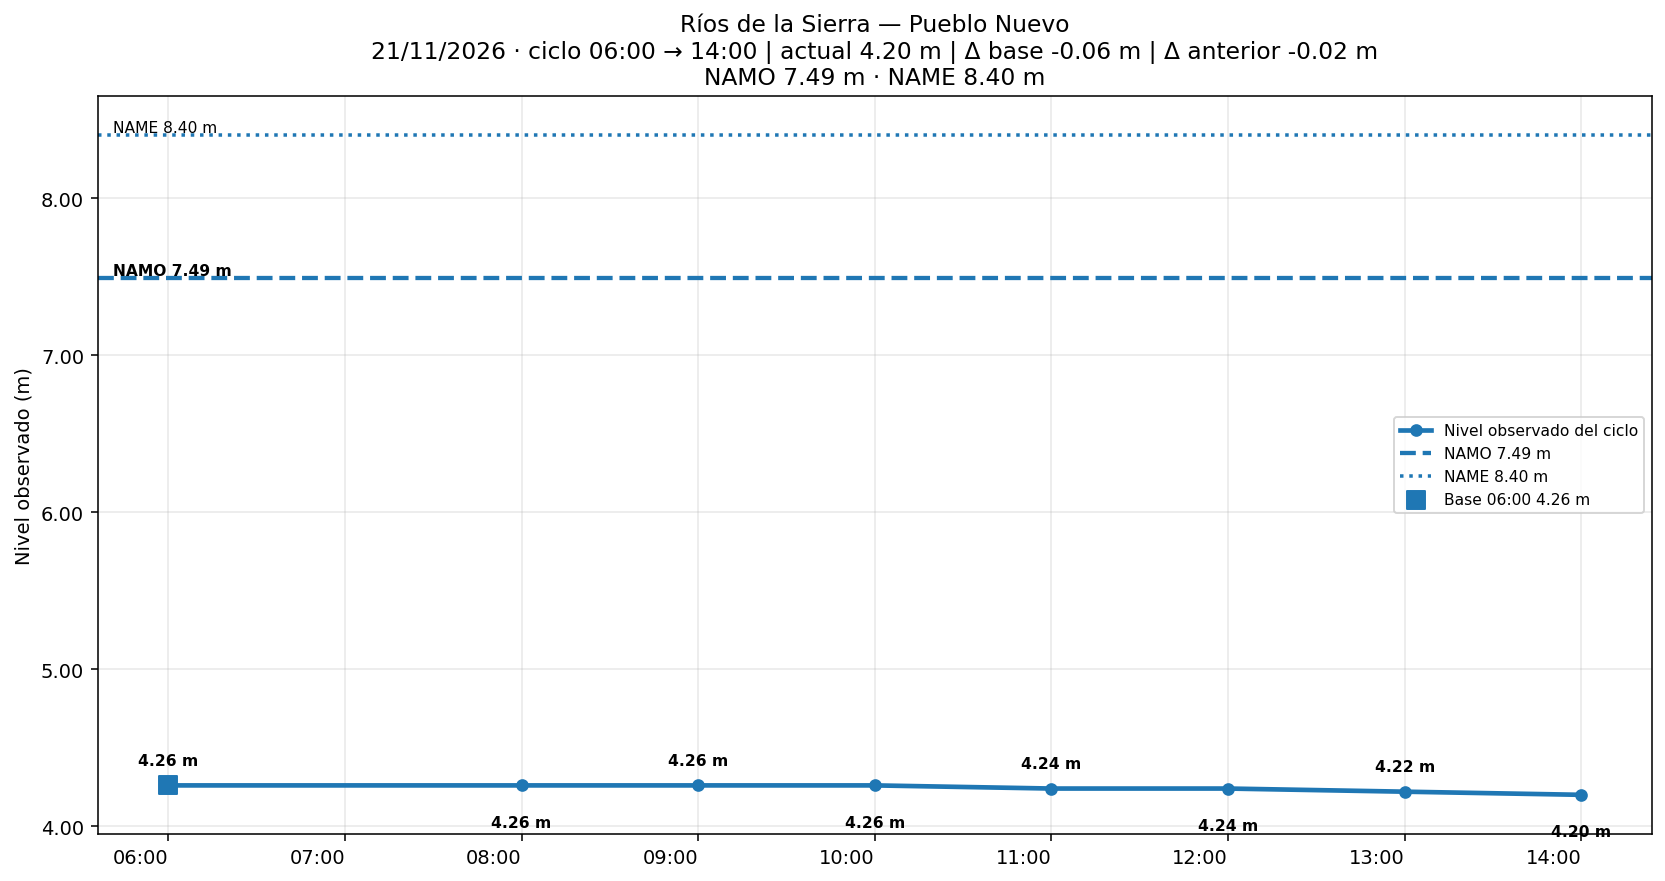 Ríos de la Sierra — Pueblo Nuevo
21/11/2026 · ciclo 06:00 → 14:00 | actual 4.20 m | Δ base -0.06 m | Δ anterior -0.02 m
NAMO 7.49 m · NAME 8.40 m
NAME 8.40 m
8.00
NAMO 7.49 m
7.00
Nivel observado (m)
Nivel observado del ciclo
NAMO 7.49 m
NAME 8.40 m
Base 06:00 4.26 m
6.00
5.00
4.26 m
4.26 m
4.24 m
4.22 m
4.00
4.26 m
4.26 m
4.24 m
4.20 m
06:00 07:00 08:00 09:00 10:00 11:00 12:00 13:00 14:00